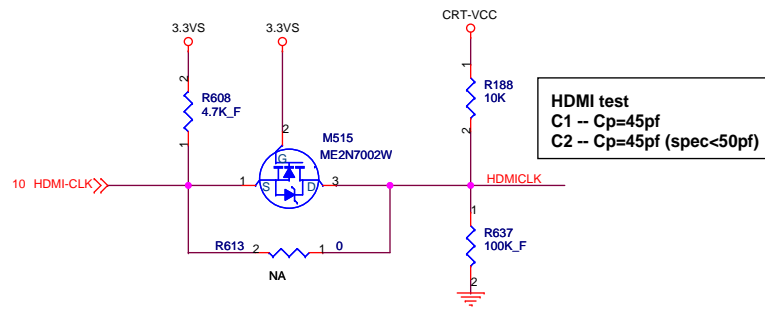 3.3VS
3.3VS
CRT-VCC
2
R608
4.7K_F
1
1
R188
10K
2
HDMI test
C1 -- Cp=45pf
C2 -- Cp=45pf (spec<50pf)
2
M515
ME2N7002W
G
10 HDMI-CLK
1
S
D
3
HDMICLK
R613
2
1
0
NA
1
R637
100K_F
2